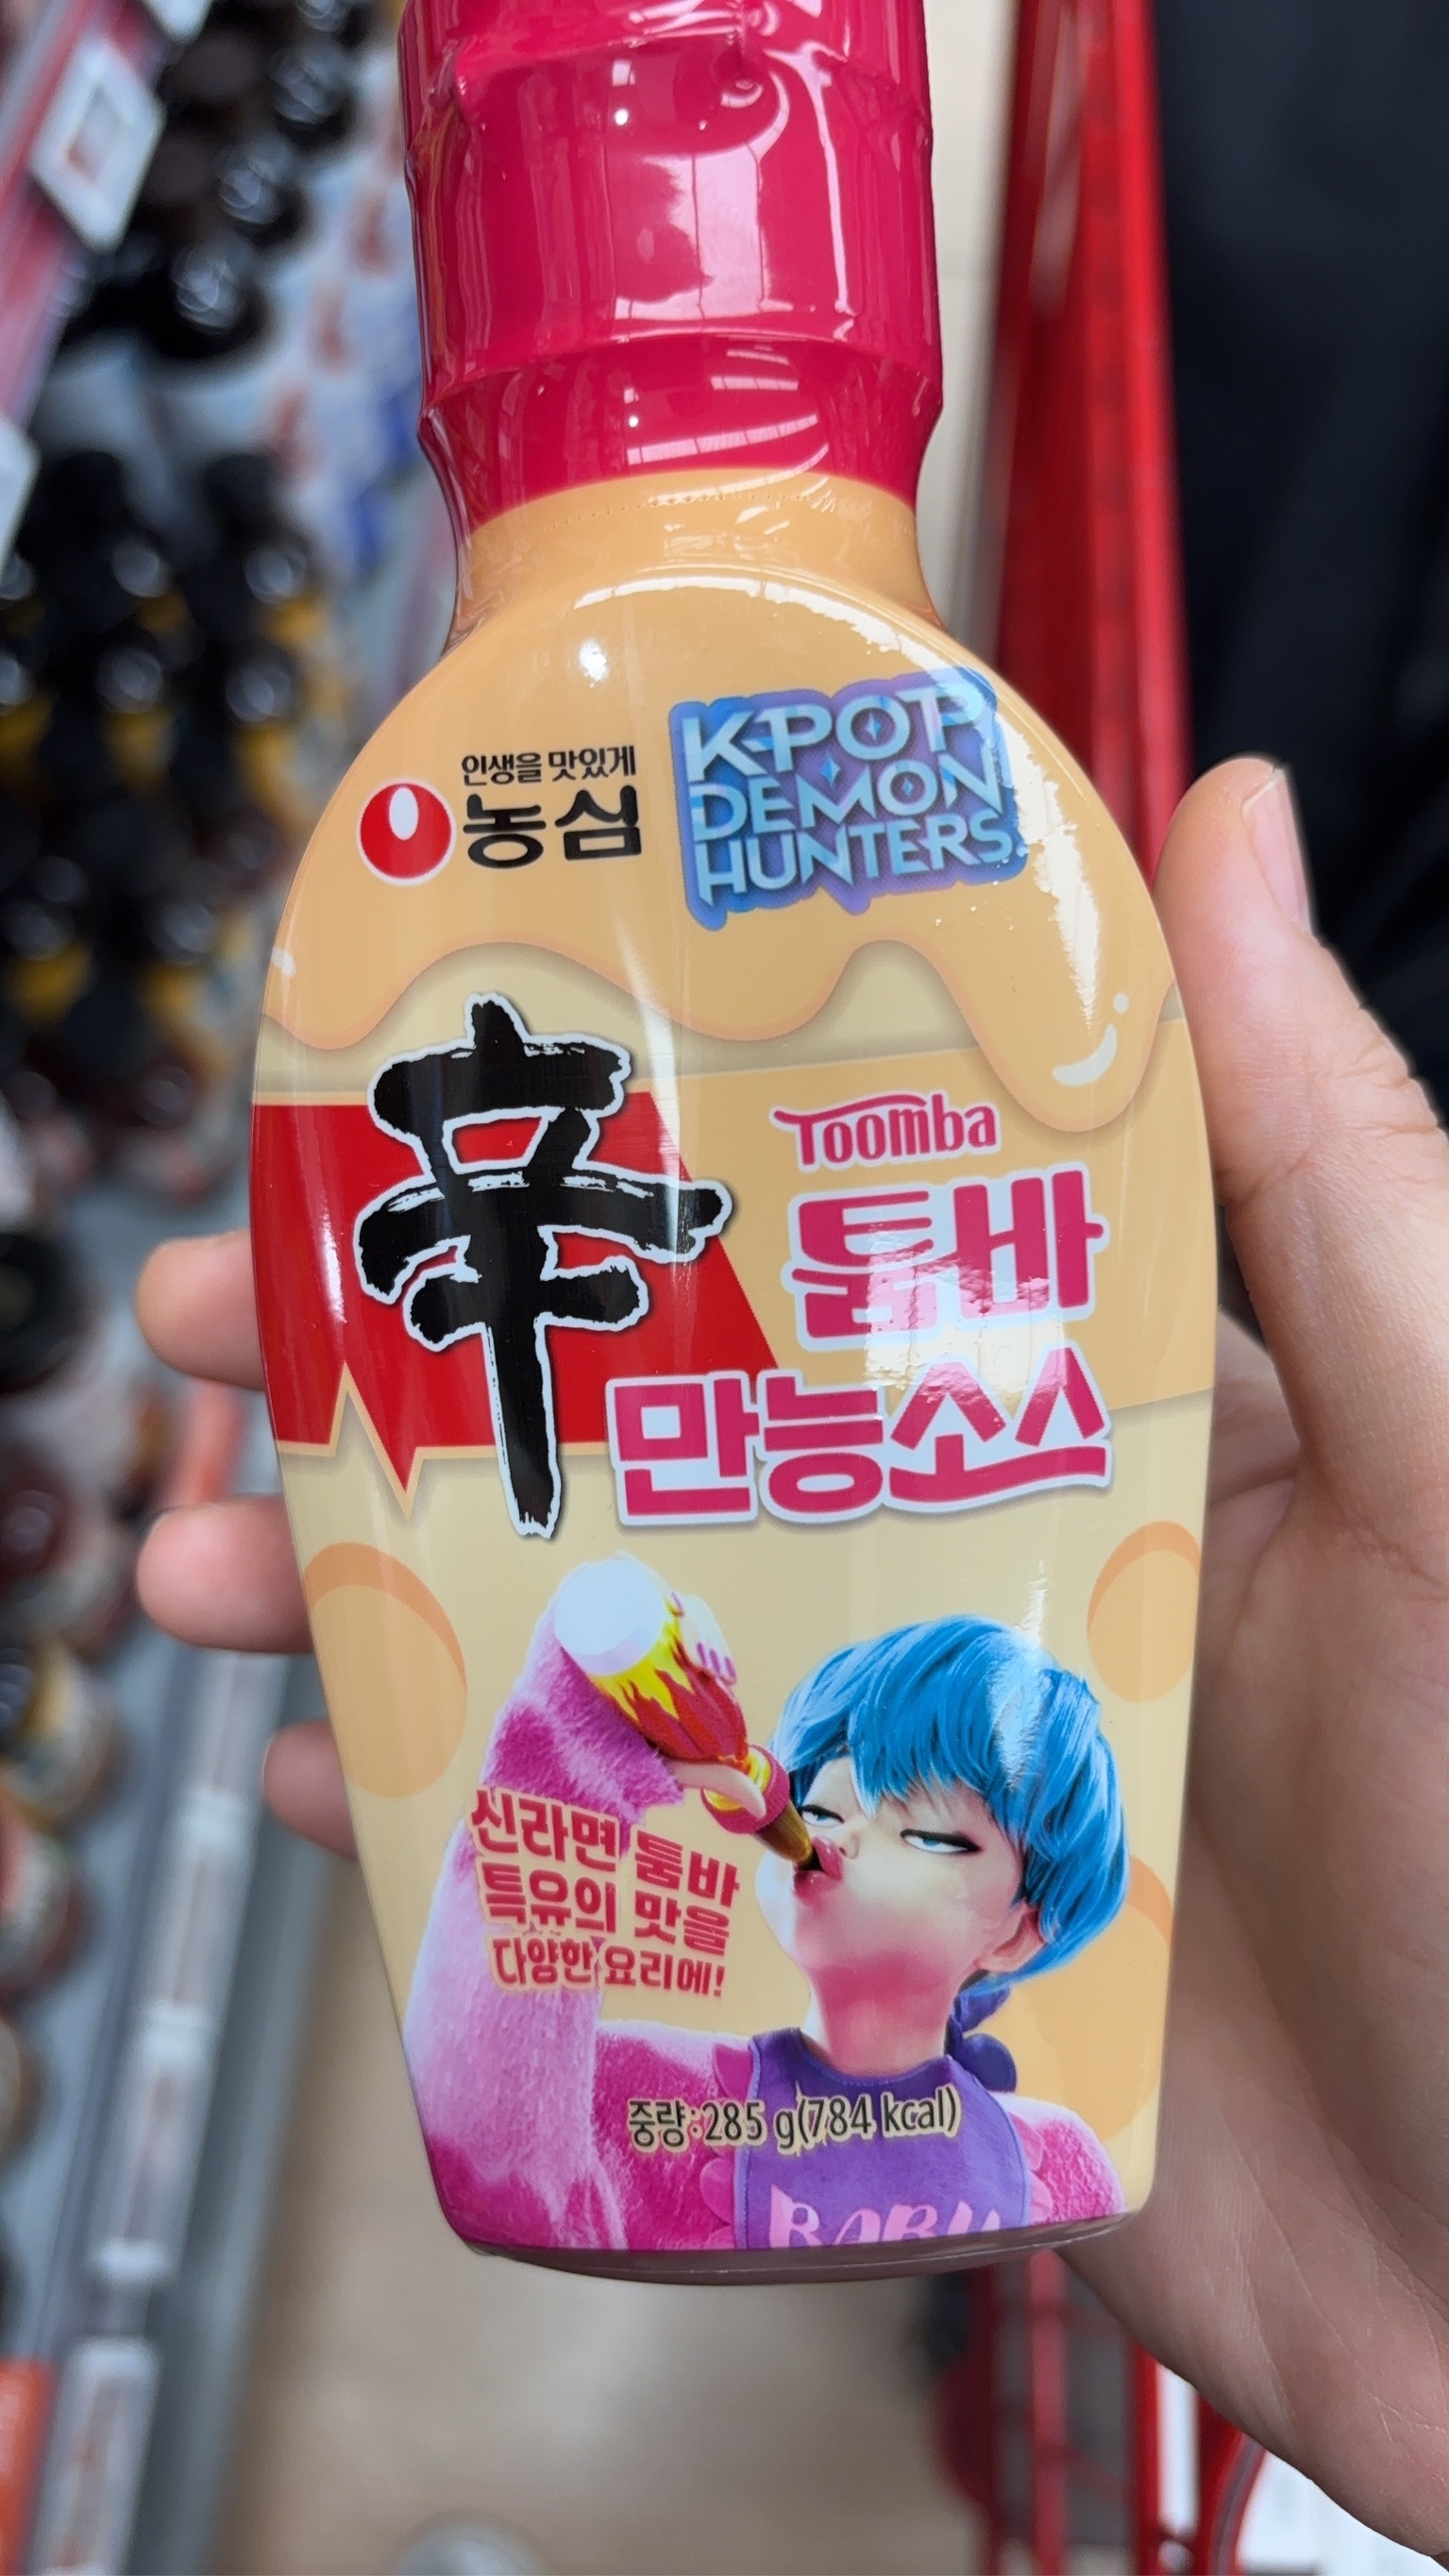 인생을 맛있게
농심
K-POP
DEMON
HUNTERS
辛
Toomba
툼바
만능소스
신라면 툼바
특유의 맛을
다양한 요리에!
중량:285 g(784 kcal)
BABY